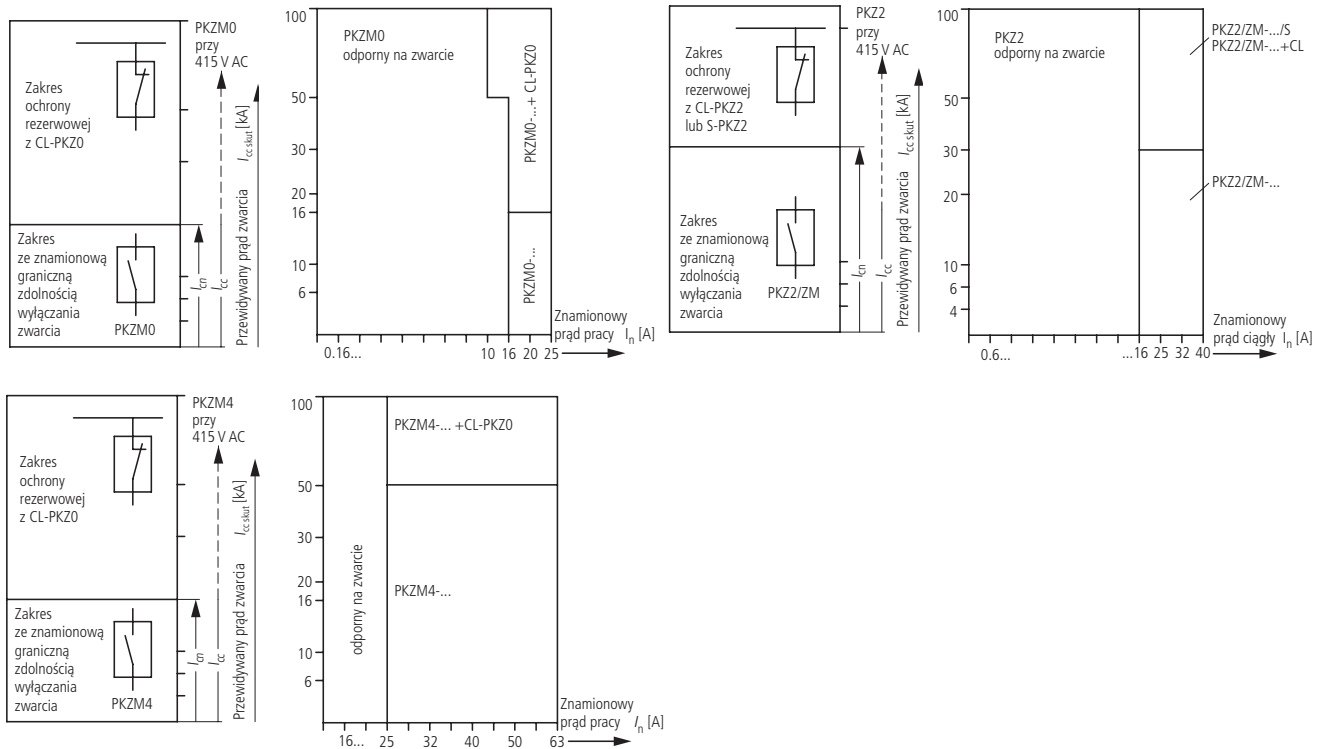 PKZM0
przy
415 V AC
Zakres
ochrony
rezerwowej
z CL-PKZ0
Zakres
ze znamionową
graniczną
zdolnością
wyłączania
zwarcia
PKZM0
Icn
Icc
Przewidywany prąd zwarcia Icc skut [kA]
100
50
30
20
16
10
6
PKZM0
odporny na zwarcie
PKZM0-...+ CL-PKZ0
PKZM0-...
0.16...
10 16 20 25
Znamionowy
prąd pracy In [A]
PKZ2
przy
415 V AC
Zakres
ochrony
rezerwowej
z CL-PKZ2
lub S-PKZ2
Zakres
ze znamionową
graniczną
zdolnością
wyłączania
zwarcia
PKZ2/ZM
Icn
Icc
Przewidywany prąd zwarcia Icc skut [kA]
100
50
30
20
10
6
4
PKZ2
odporny na zwarcie
PKZ2/ZM-.../S
PKZ2/ZM-...+CL
PKZ2/ZM-...
0.6...
...16 25 32 40
Znamionowy
prąd ciągły In [A]
PKZM4
przy
415 V AC
Zakres
ochrony
rezerwowej
z CL-PKZ0
Zakres
ze znamionową
graniczną
zdolnością
wyłączania
zwarcia
PKZM4
Icn
Icc
Przewidywany prąd zwarcia Icc skut [kA]
100
50
30
20
16
10
6
odporny na zwarcie
PKZM4-... +CL-PKZ0
PKZM4-...
16... 25 32 40 50 63
Znamionowy
prąd pracy In [A]